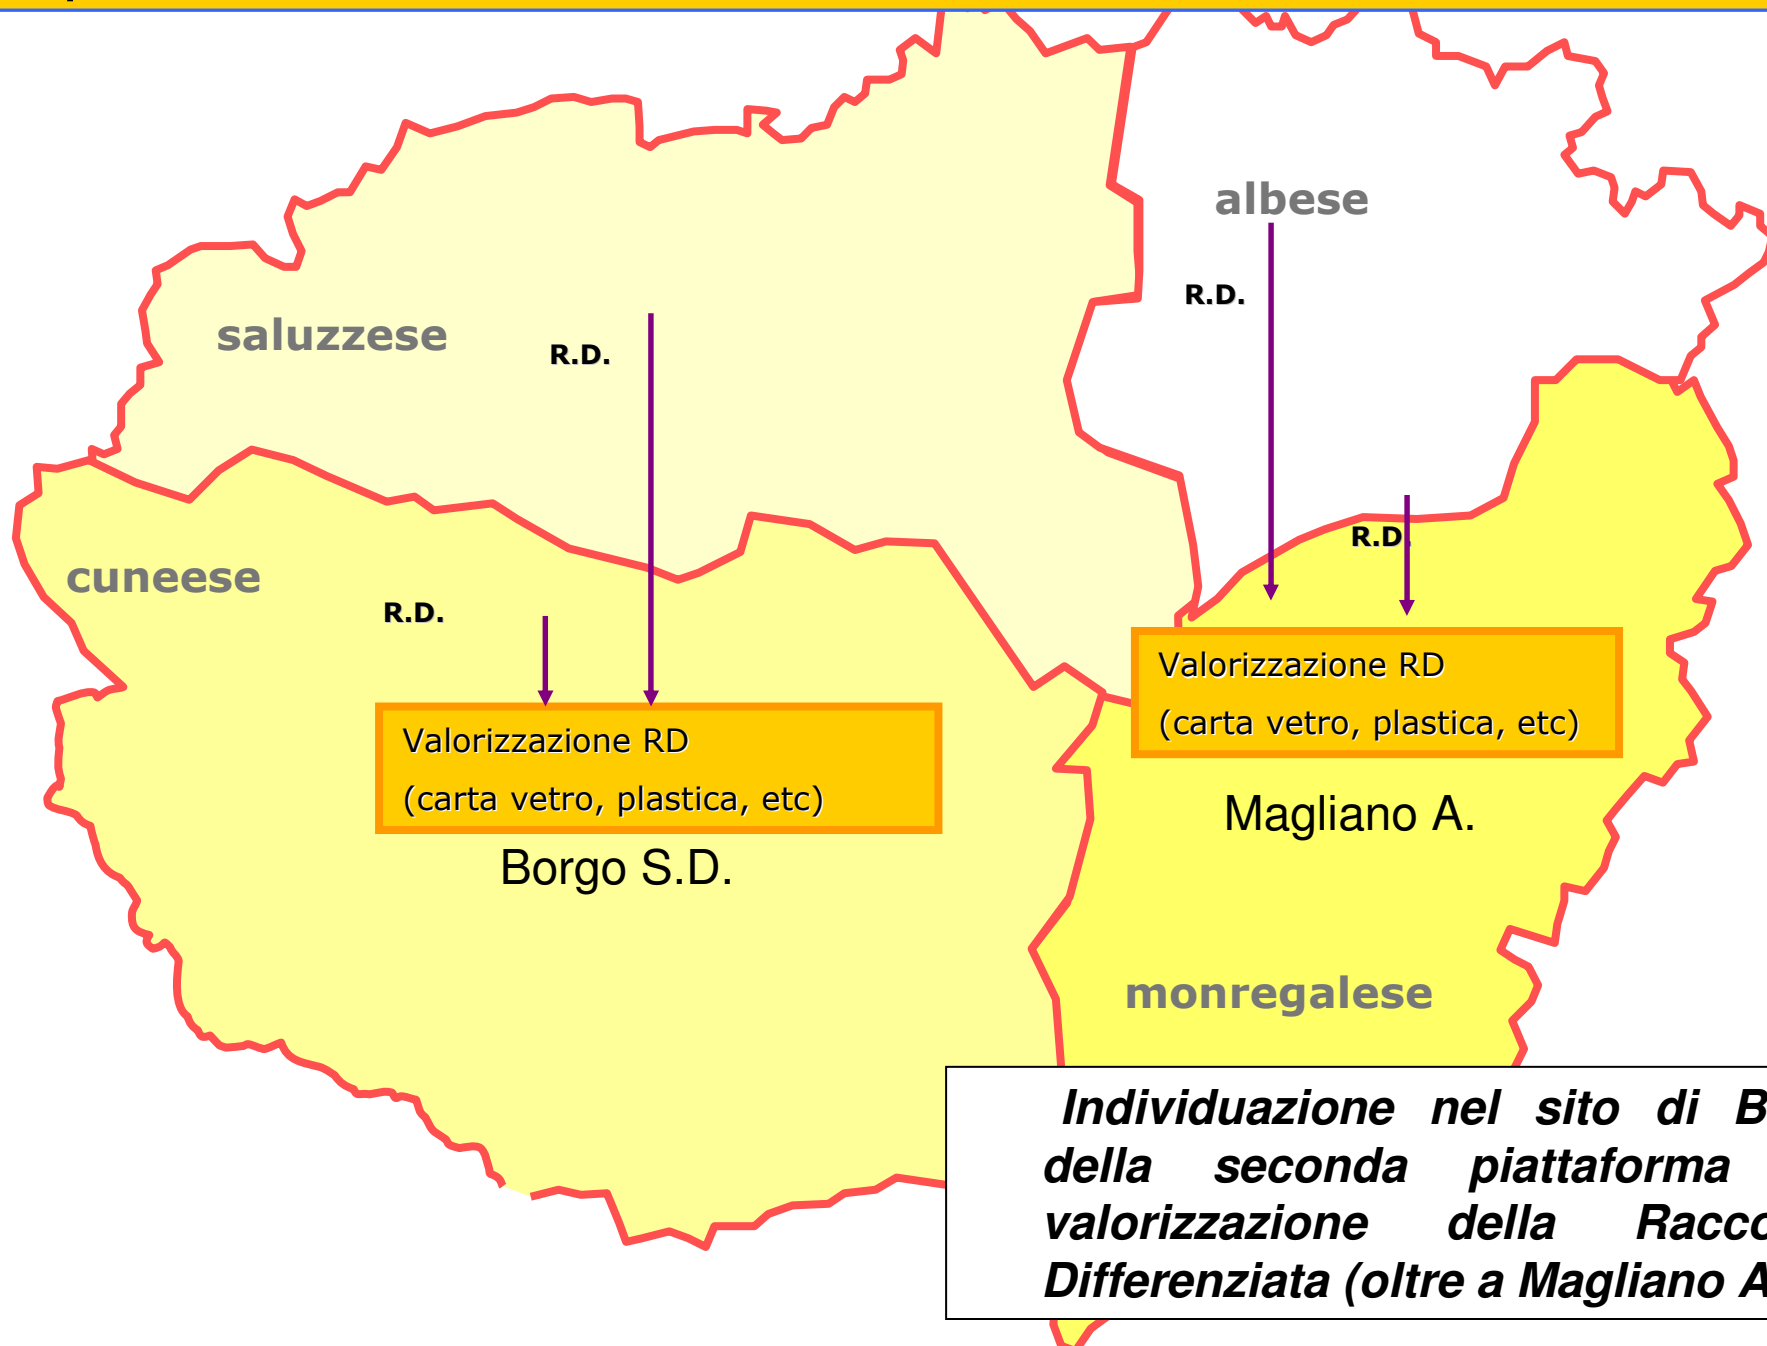 albese
R.D.
saluzzese
R.D.
R.D.
cuneese
R.D.
Valorizzazione RD
(carta vetro, plastica, etc)
Magliano A.
Valorizzazione RD
(carta vetro, plastica, etc)
Borgo S.D.
monregalese
Individuazione nel sito di
della seconda piattaforma
valorizzazione della
Differenziata (oltre a Magliano